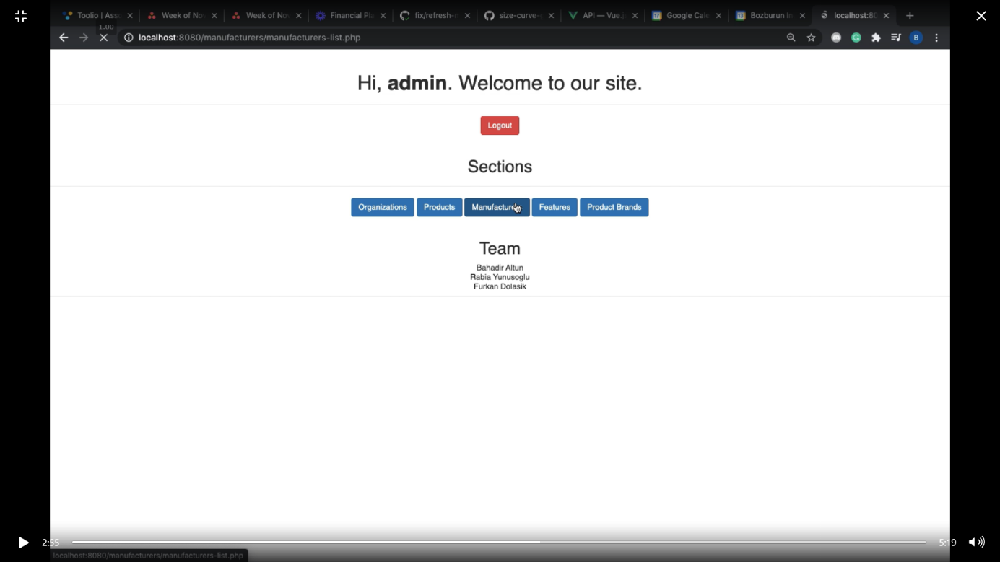 Toolio | Ass
Week of No
Week of No
Financial Pl
fix/refresh-
size-curve-
API — Vue.j
Google Cale
Bozburun I
localhost:80
1.00
localhost:8080/manufacturers/manufacturers-list.php
B
Hi, admin. Welcome to our site.
Logout
Sections
Organizations Products Manufacturers Features Product Brands
Team
Bahadir Altun
Rabia Yunusoglu
Furkan Dolasik
2:55
5:19
localhost:8080/manufacturers/manufacturers-list.php